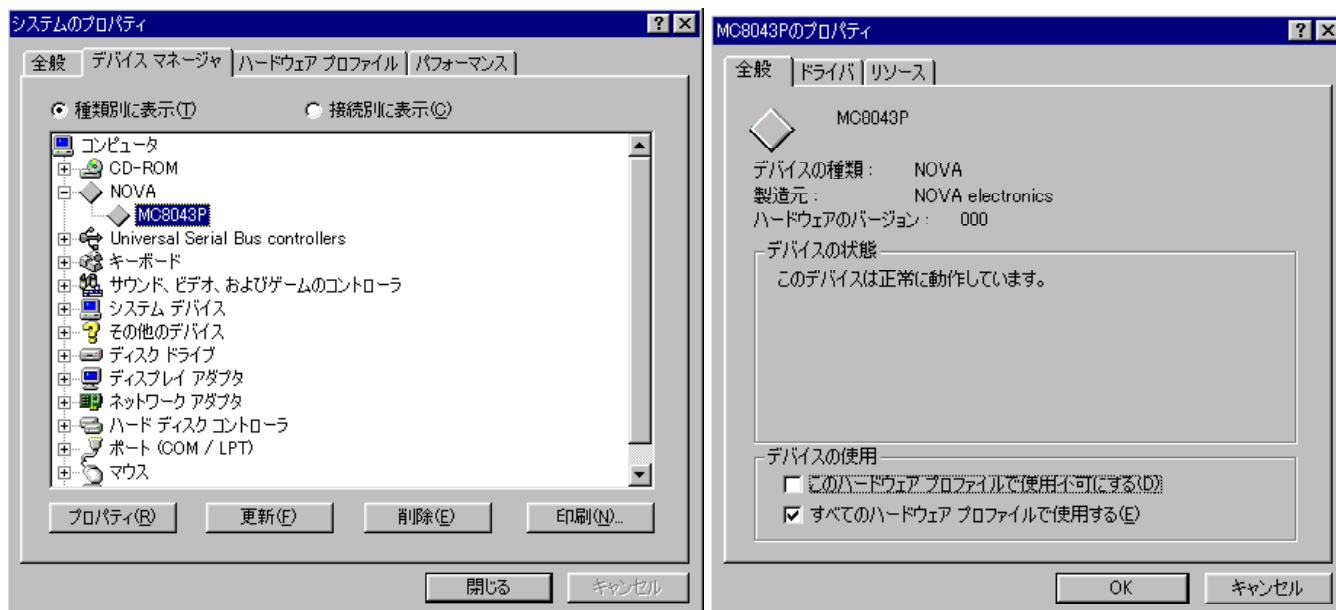 システムのプロパティ
全般 デバイス マネージャ ハードウェア プロファイル パフォーマンス
種類別に表示(T) 接続別に表示(C)
コンピュータ
CD-ROM
NOVA
MC8043P
Universal Serial Bus controllers
キーボード
サウンド、ビデオ、およびゲームのコントローラ
システム デバイス
その他のデバイス
ディスク ドライブ
ディスプレイ アダプタ
ネットワーク アダプタ
ハード ディスク コントローラ
ポート (COM / LPT)
マウス
プロパティ(R) 更新(F) 削除(E) 印刷(N)...
閉じる キャンセル
MC8043Pのプロパティ
全般 ドライバ リソース
MC8043P
デバイスの種類: NOVA
製造元: NOVA electronics
ハードウェアのバージョン: 000
デバイスの状態
このデバイスは正常に動作しています。
デバイスの使用
このハードウェア プロファイルで使用不可にする(D)
すべてのハードウェア プロファイルで使用する(E)
OK キャンセル